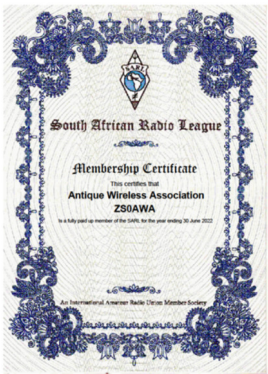 SARL
South African Radio League
Membership Certificate
This certifies that
Antique Wireless Association
ZS0AWA
Is a fully paid up member of the SARL for the year ending 30 June 2022
An International Amateur Radio Union Member Society